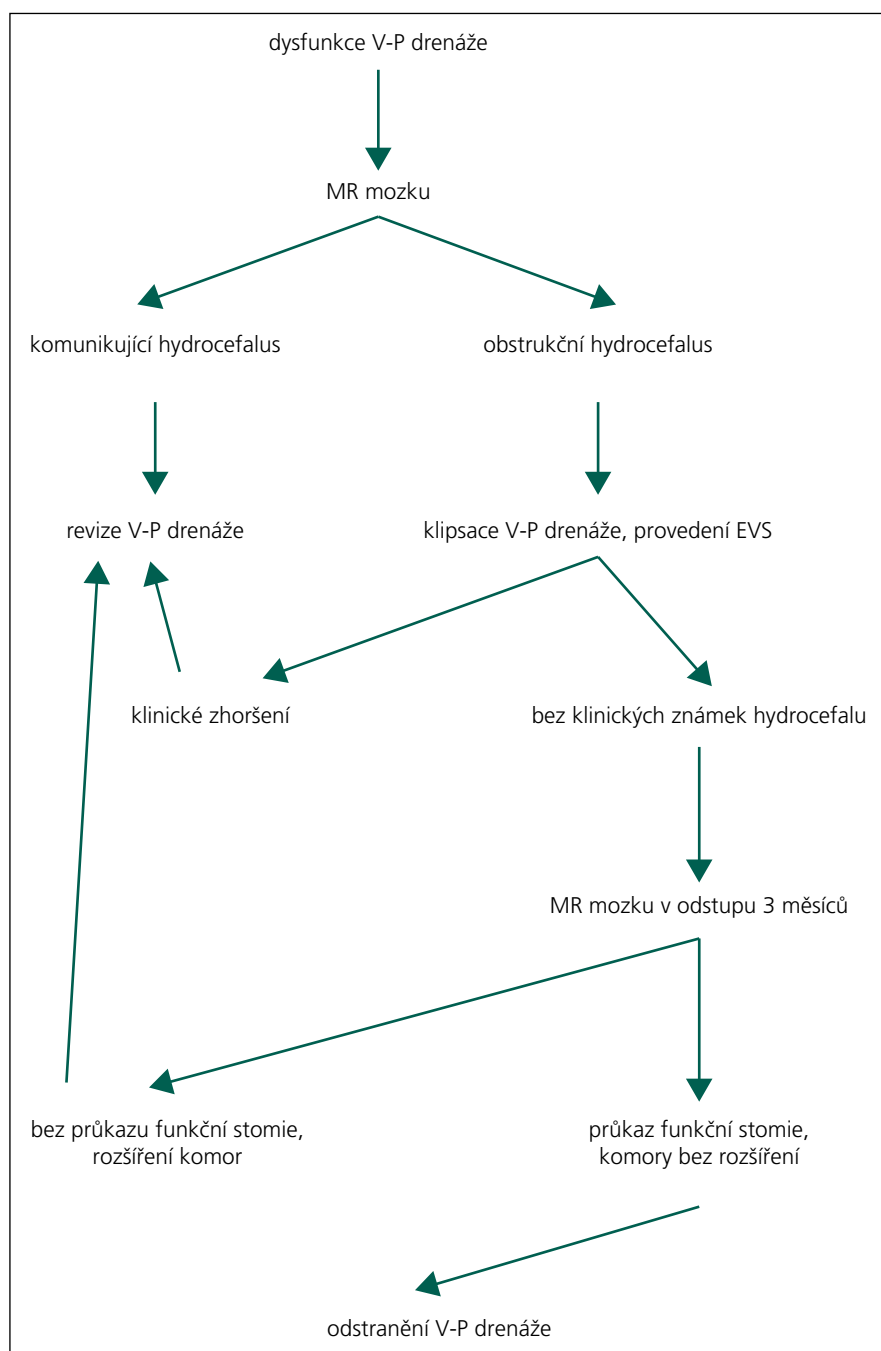 dysfunkce V-P drenáže
MR mozku
komunikující hydrocefalus
obstrukční hydrocefalus
revize V-P drenáže
klipsace V-P drenáže, provedení EVS
klinické zhoršení
bez klinických známek hydrocefalu
MR mozku v odstupu 3 měsíců
bez průkazu funkční stomie,
rozšíření komor
průkaz funkční stomie,
komory bez rozšíření
odstranění V-P drenáže